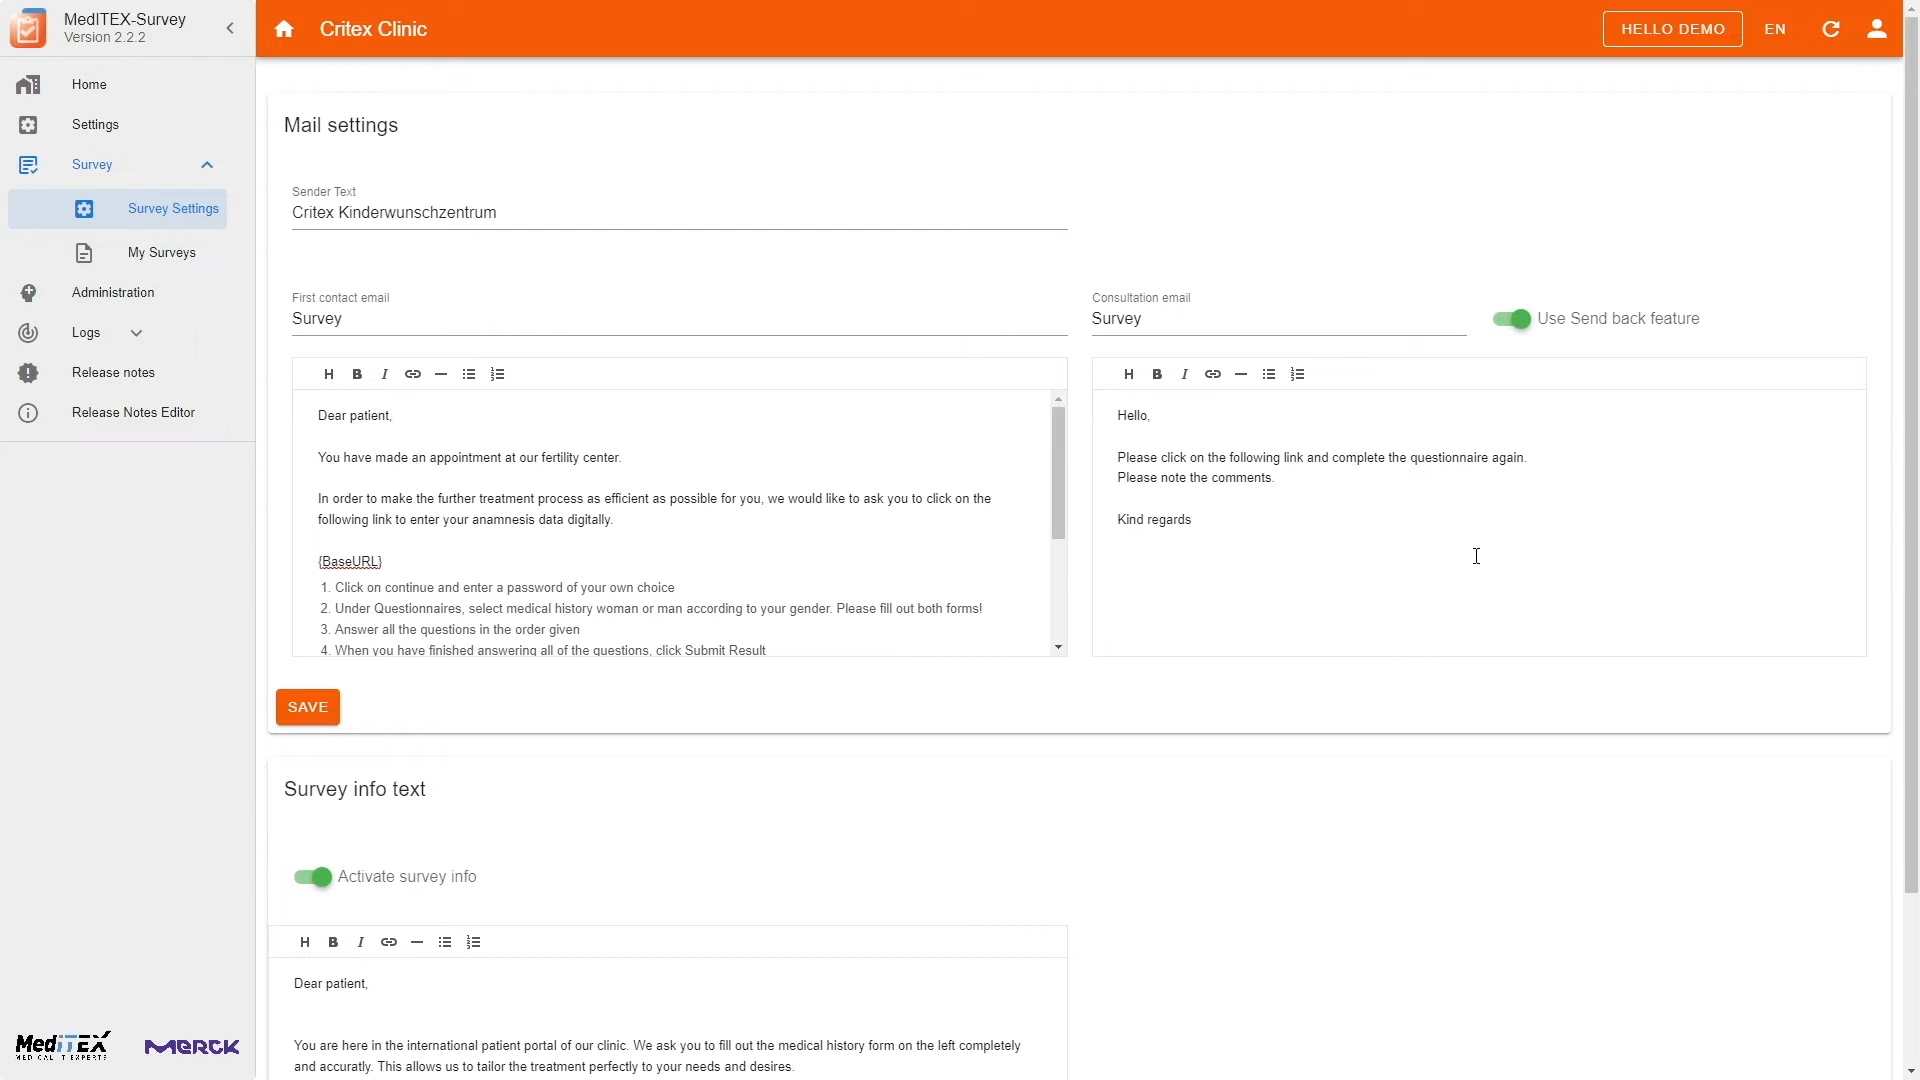 MedITEX-Survey
Version 2.2.2
Critex Clinic
HELLO DEMO
EN
Home
Settings
Survey
Survey Settings
My Surveys
Administration
Logs
Release notes
Release Notes Editor
Mail settings
Sender Text
Critex Kinderwunschzentrum
First contact email
Survey
Consultation email
Survey
Use Send back feature
H B I
Dear patient,
You have made an appointment at our fertility center.
In order to make the further treatment process as efficient as possible for you, we would like to ask you to click on the
following link to enter your anamnesis data digitally.
{BaseURL}
1. Click on continue and enter a password of your own choice
2. Under Questionnaires, select medical history woman or man according to your gender. Please fill out both forms!
3. Answer all the questions in the order given
4. When you have finished answering all of the questions, click Submit Result
H B I
Hello,
Please click on the following link and complete the questionnaire again.
Please note the comments.
Kind regards
SAVE
Survey info text
Activate survey info
H B I
Dear patient,
You are here in the international patient portal of our clinic. We ask you to fill out the medical history form on the left completely
and accuratly. This allows us to tailor the treatment perfectly to your needs and desires.
MedITEX
MEDICAL IT EXPERTS
MERCK